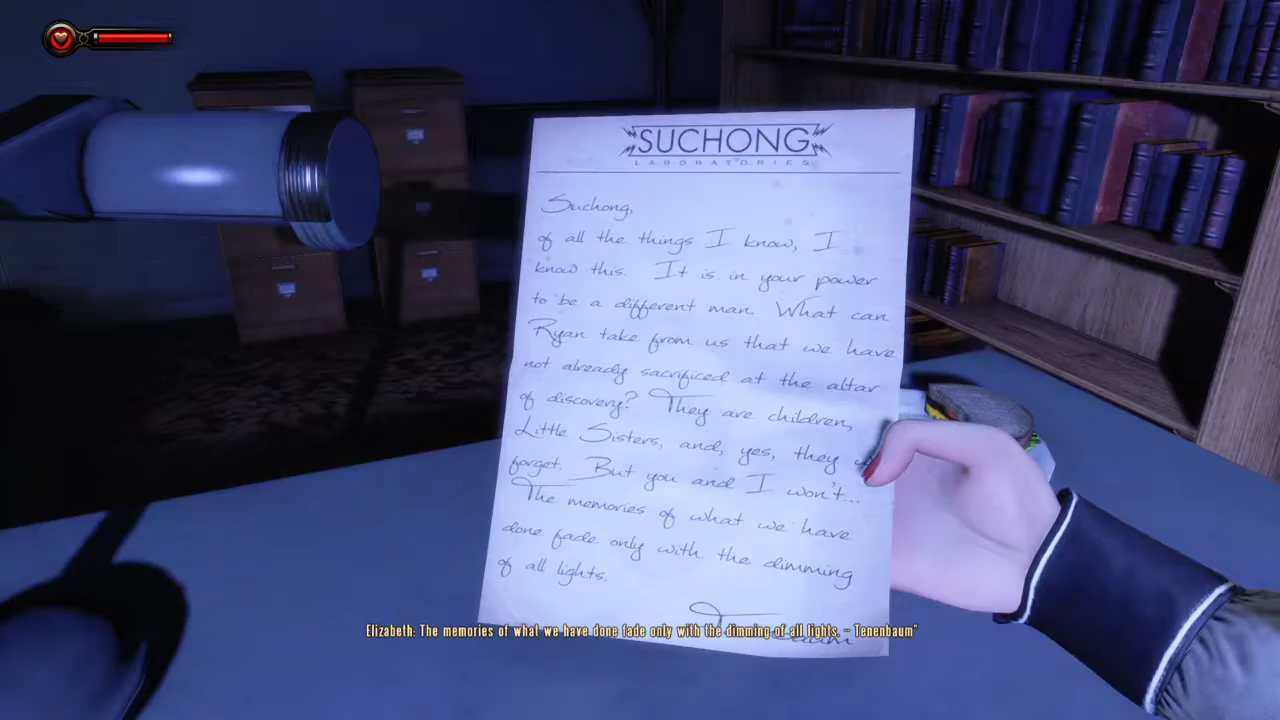 SUCHONG
LABORATORIES
Suchong,
of all the things I know, I
know this. It is in your power
to be a different man. What can
Ryan take from us that we have
not already sacrificed at the altar
of discovery? They are children,
Little Sisters, and, yes, they
forget. But you and I won't...
The memories of what we have
done fade only with the dimming
of all lights.
Elizabeth: The memories of what we have done fade only with the dimming of all lights. – Tenenbaum"